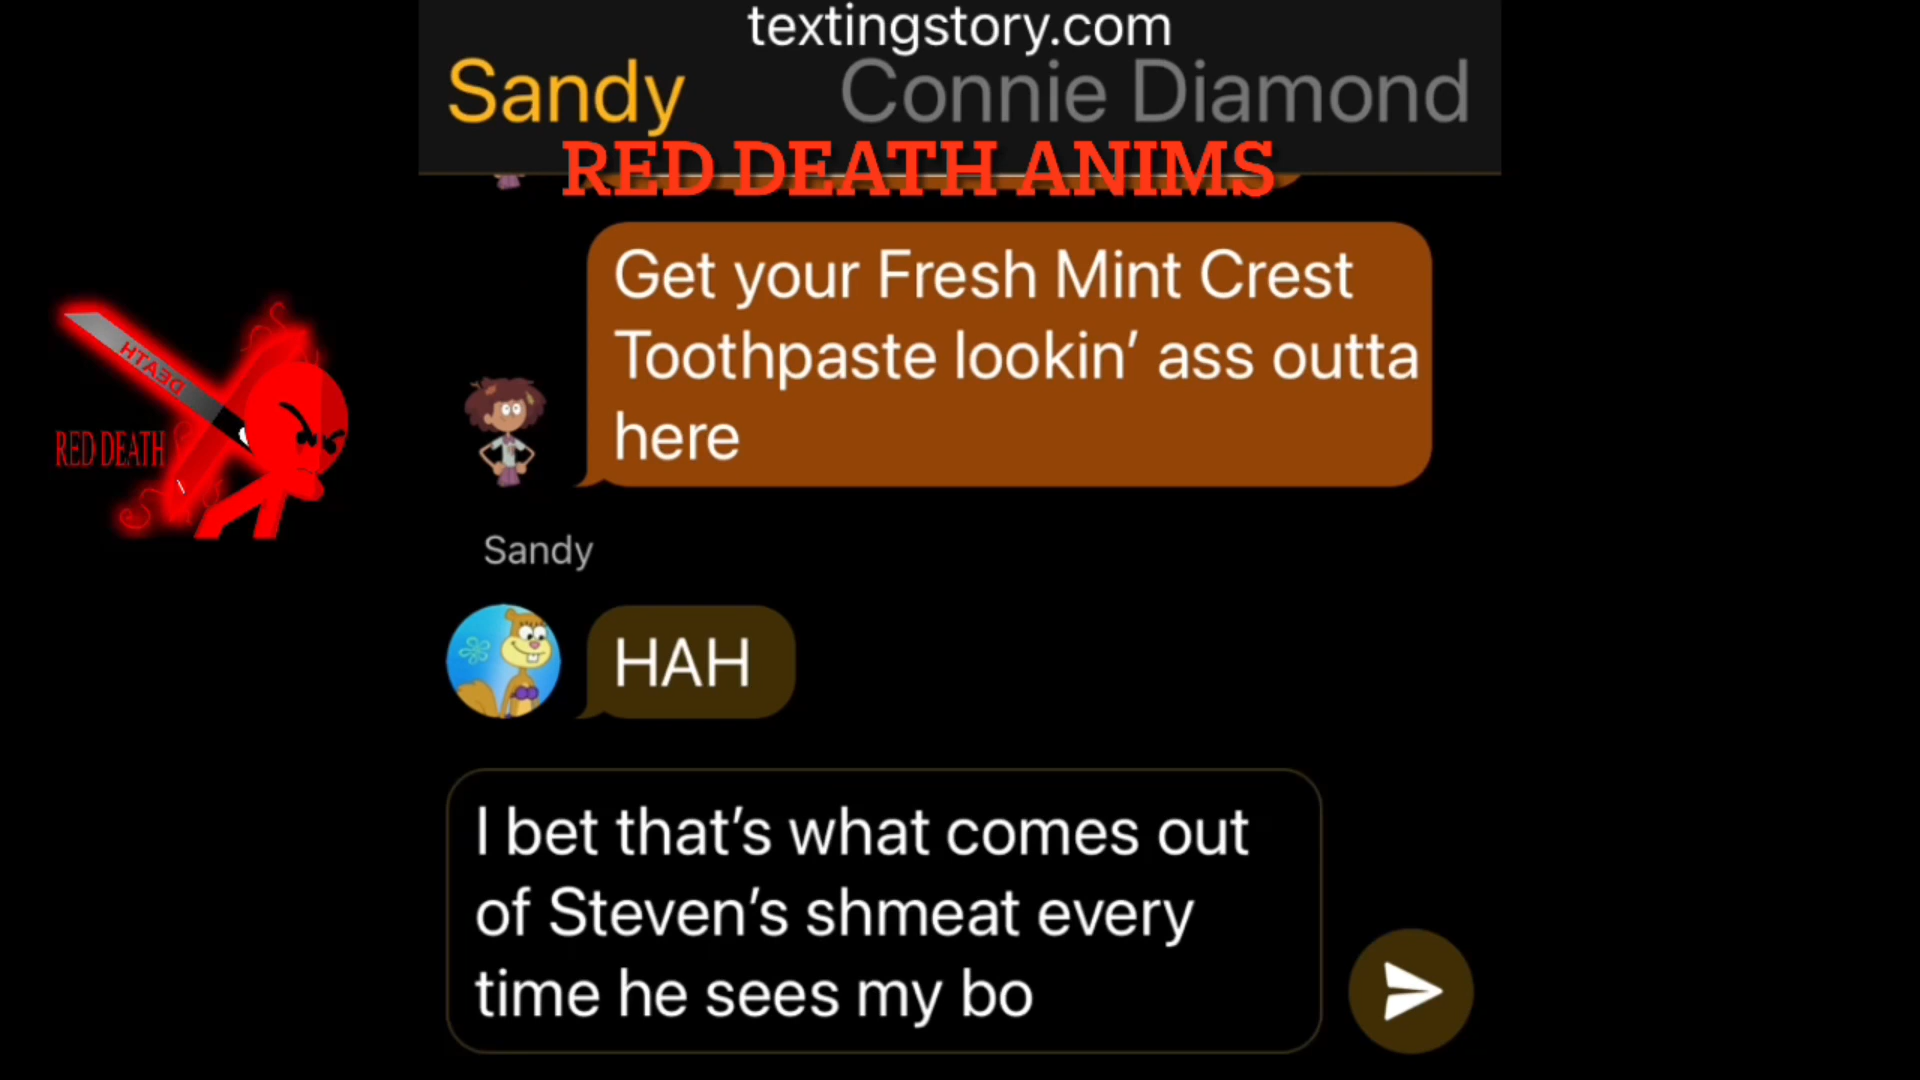 textingstory.com
Sandy Connie Diamond
RED DEATH ANIMS
Get your Fresh Mint Crest
Toothpaste lookin' ass outta
here
DEATH
RED DEATH
Sandy
HAH
I bet that's what comes out
of Steven's shmeat every
time he sees my bo